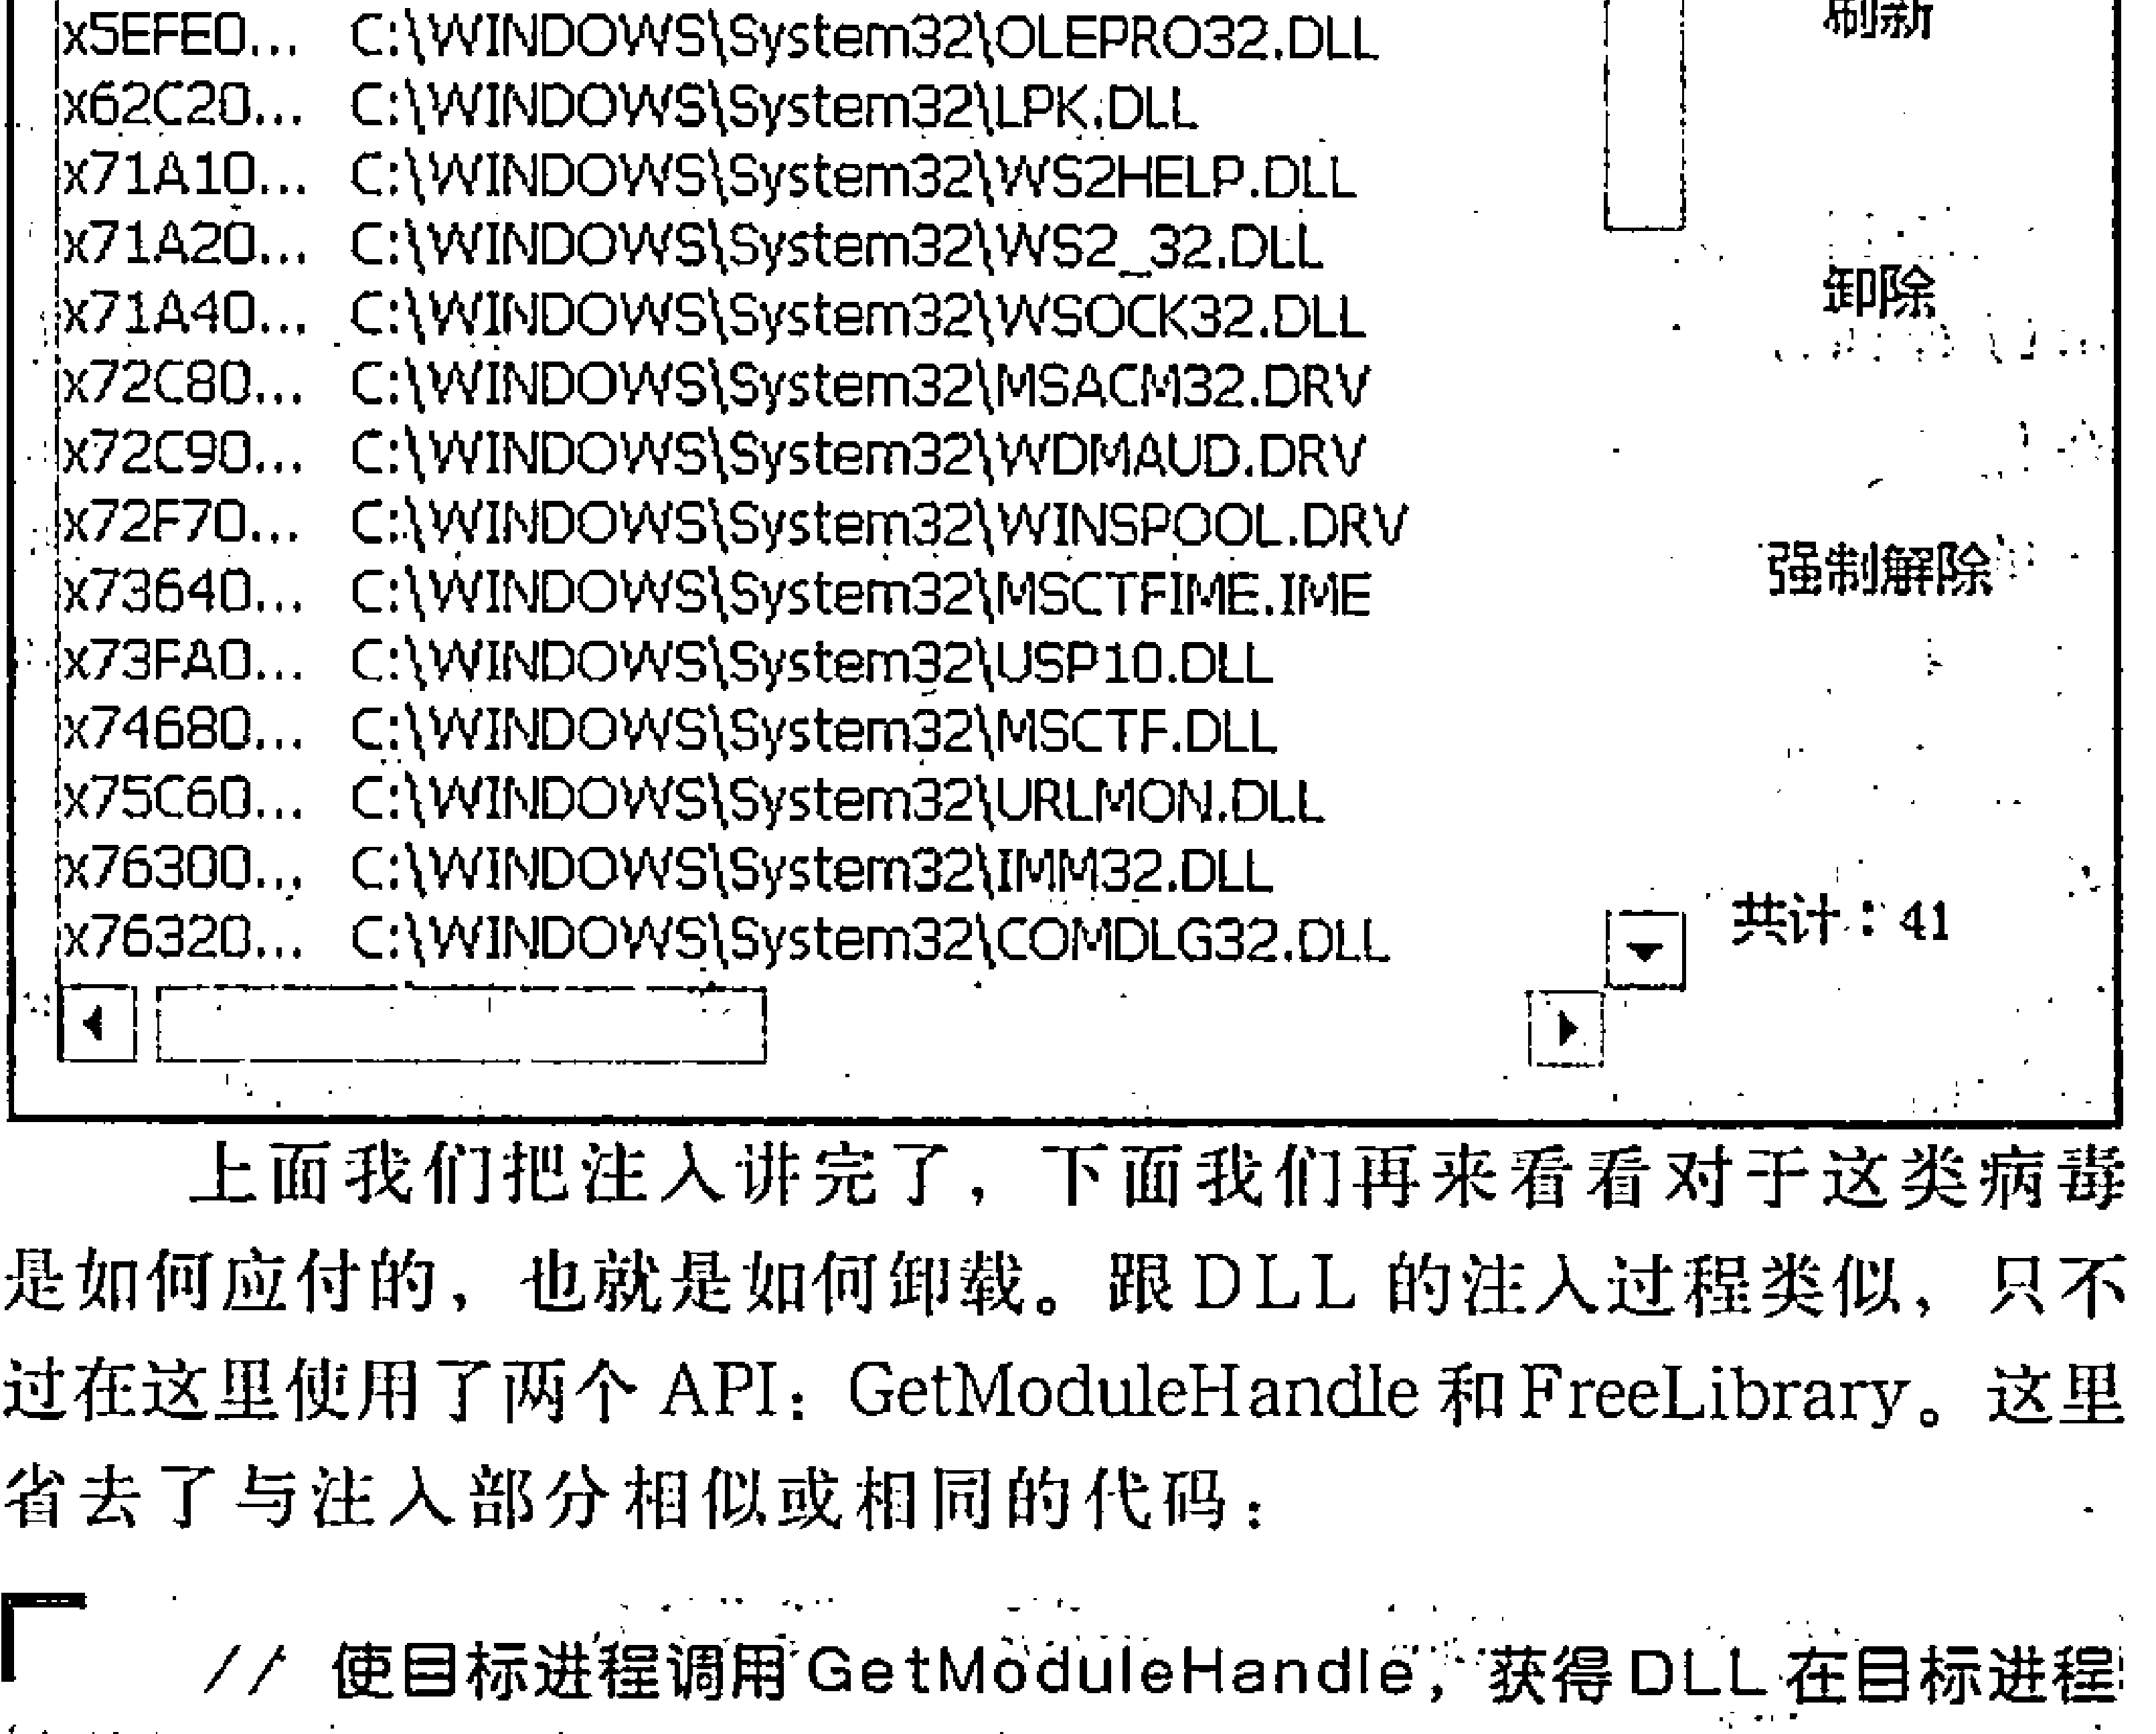 x5EFE0... C:\WINDOWS\System32\OLEPRO32.DLL
刷新
x62C20... C:\WINDOWS\System32\LPK.DLL
x71A10... C:\WINDOWS\System32\WS2HELP.DLL
x71A20... C:\WINDOWS\System32\WS2_32.DLL
卸除
x71A40... C:\WINDOWS\System32\WSOCK32.DLL
x72C80... C:\WINDOWS\System32\MSACM32.DRV
x72C90... C:\WINDOWS\System32\WDMAUD.DRV
x72F70... C:\WINDOWS\System32\WINSPOOL.DRV
强制解除
x73640... C:\WINDOWS\System32\MSCTFIME.IME
x73FA0... C:\WINDOWS\System32\USP10.DLL
x74680... C:\WINDOWS\System32\MSCTF.DLL
x75C60... C:\WINDOWS\System32\URLMON.DLL
x76300... C:\WINDOWS\System32\IMM32.DLL
共计：41
x76320... C:\WINDOWS\System32\COMDLG32.DLL
上面我们把注入讲完了，下面我们再来看看对于这类病毒
是如何应付的，也就是如何卸载。跟DLL的注入过程类似，只不
过在这里使用了两个API：GetModuleHandle和FreeLibrary。这里
省去了与注入部分相似或相同的代码：
// 使目标进程调用GetModuleHandle，获得DLL在目标进程